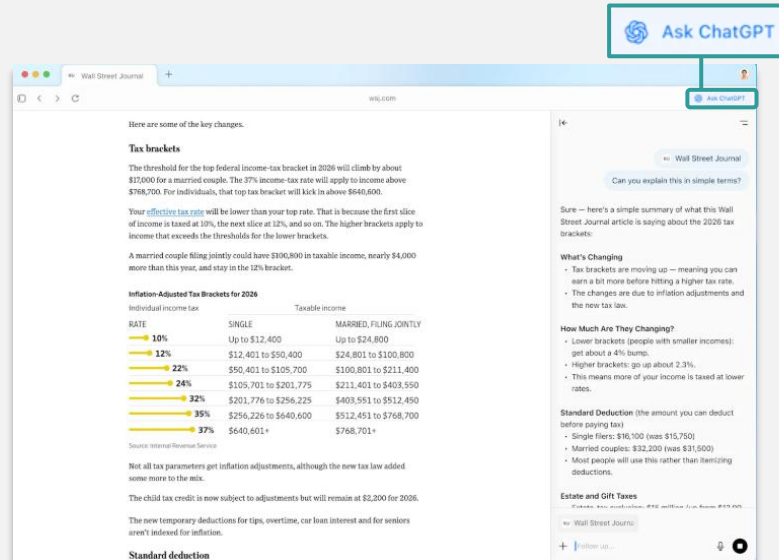 Ask ChatGPT
Wall Street Journal
wsj.com
Ask ChatGPT
Here are some of the key changes.
Tax brackets
The threshold for the top federal income-tax bracket in 2026 will climb by about
$17,000 for a married couple. The 37% income-tax rate will apply to income above
$768,700. For individuals, that top tax bracket will kick in above $640,600.
Your effective tax rate will be lower than your top rate. That is because the first slice
of income is taxed at 10%, the next slice at 12%, and so on. The higher brackets apply to
income that exceeds the thresholds for the lower brackets.
A married couple filing jointly could have $100,800 in taxable income, nearly $4,000
more than this year, and stay in the 12% bracket.
Inflation-Adjusted Tax Brackets for 2026
Individual income tax Taxable income
RATE SINGLE MARRIED, FILING JOINTLY
10% Up to $12,400 Up to $24,800
12% $12,401 to $50,400 $24,801 to $100,800
22% $50,401 to $105,700 $100,801 to $211,400
24% $105,701 to $201,775 $211,401 to $403,550
32% $201,776 to $256,225 $403,551 to $512,450
35% $256,226 to $640,600 $512,451 to $768,700
37% $640,601+ $768,701+
Source: Internal Revenue Service
Not all tax parameters get inflation adjustments, although the new tax law added
some more to the mix.
The child tax credit is now subject to adjustments but will remain at $2,200 for 2026.
The new temporary deductions for tips, overtime, car loan interest and for seniors
aren't indexed for inflation.
Standard deduction
Wall Street Journal
Can you explain this in simple terms?
Sure — here's a simple summary of what this Wall
Street Journal article is saying about the 2026 tax
brackets:
What's Changing
• Tax brackets are moving up — meaning you can
earn a bit more before hitting a higher tax rate.
• The changes are due to inflation adjustments and
the new tax law.
How Much Are They Changing?
• Lower brackets (people with smaller incomes):
get about a 4% bump.
• Higher brackets: go up about 2.3%.
• This means more of your income is taxed at lower
rates.
Standard Deduction (the amount you can deduct
before paying tax)
• Single filers: $16,100 (was $15,750)
• Married couples: $32,200 (was $31,500)
• Most people will use this rather than itemizing
deductions.
Estate and Gift Taxes
Wall Street Journa
Follow up...